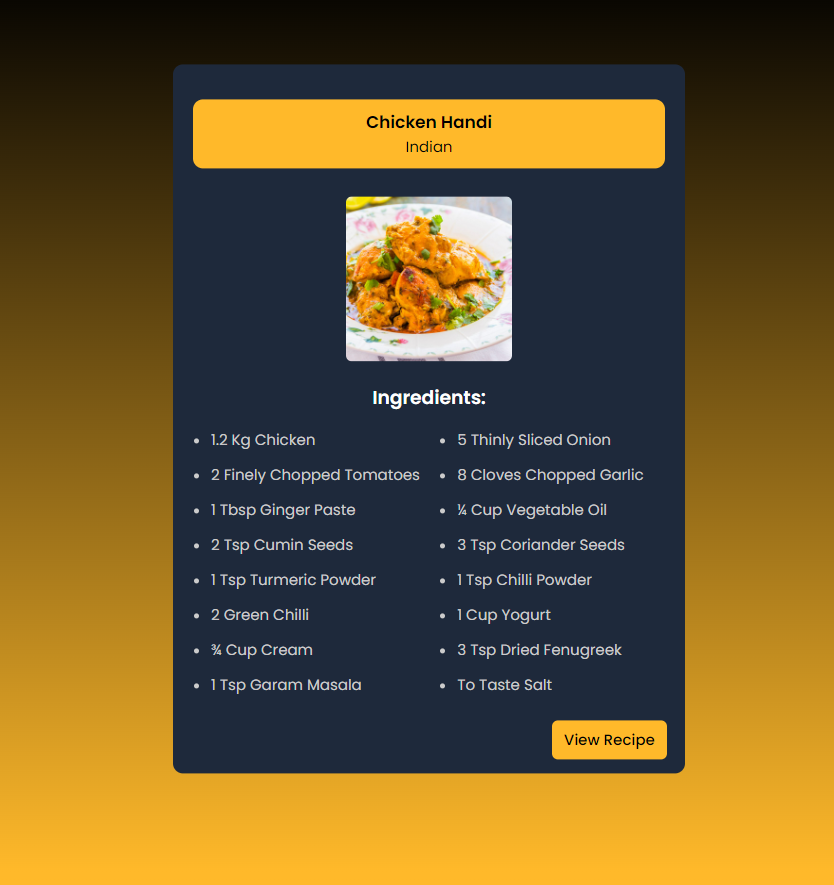 Chicken Handi
Indian
Ingredients:
1.2 Kg Chicken
5 Thinly Sliced Onion
2 Finely Chopped Tomatoes
8 Cloves Chopped Garlic
1 Tbsp Ginger Paste
¼ Cup Vegetable Oil
2 Tsp Cumin Seeds
3 Tsp Coriander Seeds
1 Tsp Turmeric Powder
1 Tsp Chilli Powder
2 Green Chilli
1 Cup Yogurt
¾ Cup Cream
3 Tsp Dried Fenugreek
1 Tsp Garam Masala
To Taste Salt
View Recipe